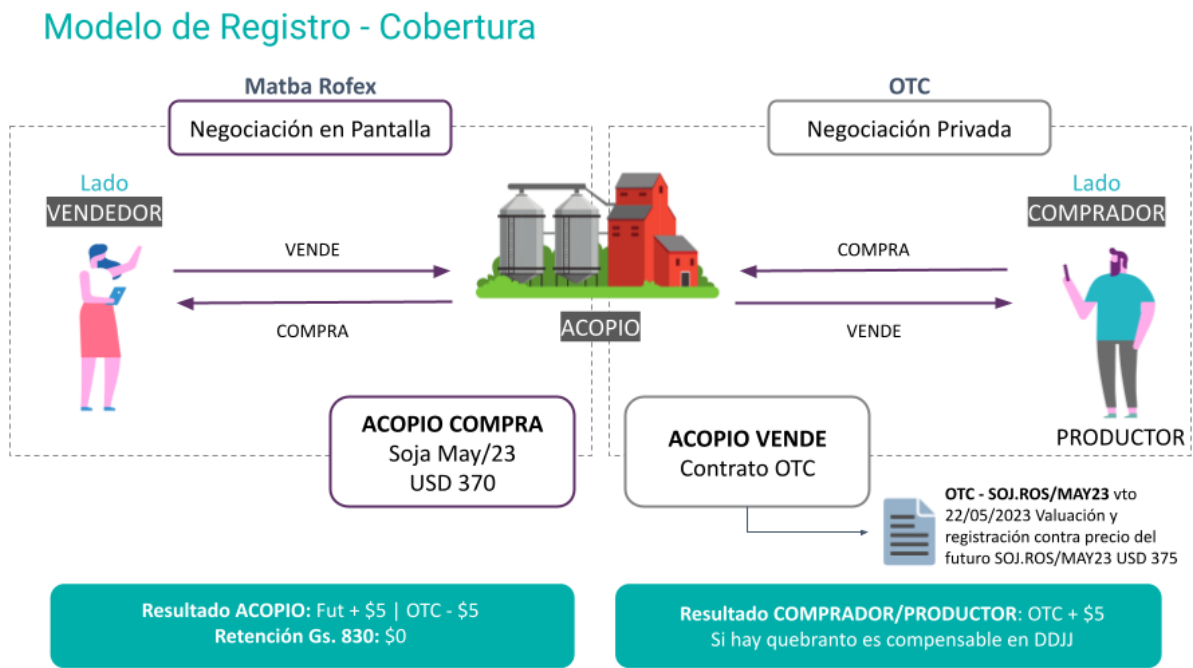 Modelo de Registro - Cobertura
Matba Rofex
Negociación en Pantalla
Lado
VENDEDOR
VENDE
COMPRA
ACOPIO
OTC
Negociación Privada
Lado
COMPRADOR
COMPRA
VENDE
PRODUCTOR
ACOPIO COMPRA
Soja May/23
USD 370
ACOPIO VENDE
Contrato OTC
OTC - SOJ.ROS/MAY23 vto
22/05/2023 Valuación y
registración contra precio del
futuro SOJ.ROS/MAY23 USD 375
Resultado ACOPIO: Fut + $5 | OTC - $5
Retención Gs. 830: $0
Resultado COMPRADOR/PRODUCTOR: OTC + $5
Si hay quebranto es compensable en DDJJ